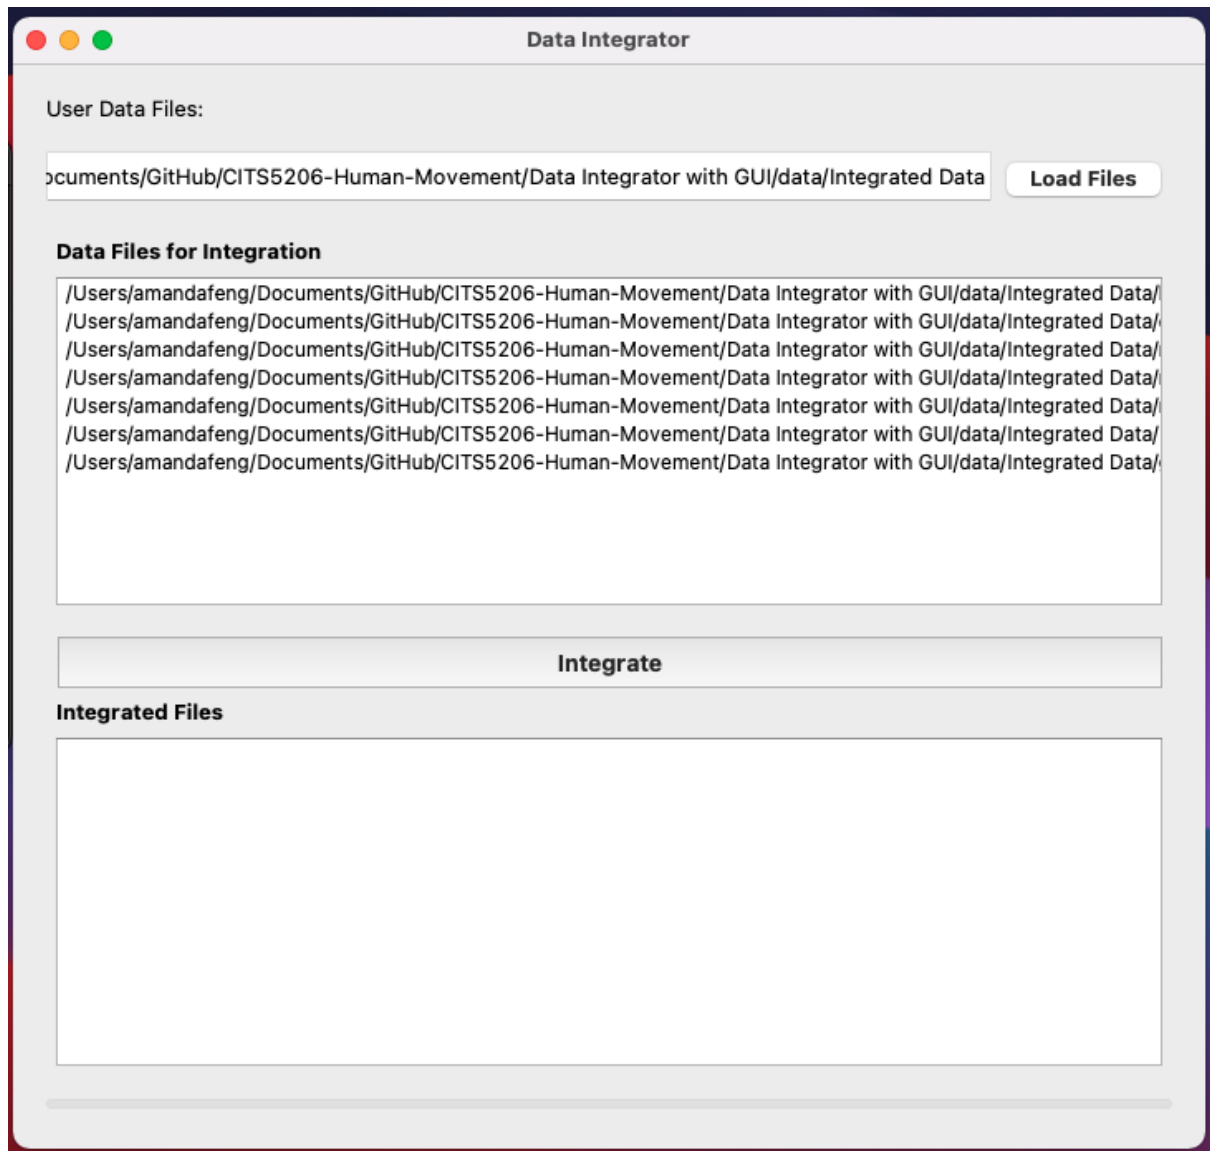 Data Integrator
User Data Files:
ocuments/GitHub/CITS5206-Human-Movement/Data Integrator with GUI/data/Integrated Data
Load Files
Data Files for Integration
/Users/amandafeng/Documents/GitHub/CITS5206-Human-Movement/Data Integrator with GUI/data/Integrated Data/
/Users/amandafeng/Documents/GitHub/CITS5206-Human-Movement/Data Integrator with GUI/data/Integrated Data/
/Users/amandafeng/Documents/GitHub/CITS5206-Human-Movement/Data Integrator with GUI/data/Integrated Data/
/Users/amandafeng/Documents/GitHub/CITS5206-Human-Movement/Data Integrator with GUI/data/Integrated Data/
/Users/amandafeng/Documents/GitHub/CITS5206-Human-Movement/Data Integrator with GUI/data/Integrated Data/
/Users/amandafeng/Documents/GitHub/CITS5206-Human-Movement/Data Integrator with GUI/data/Integrated Data/
/Users/amandafeng/Documents/GitHub/CITS5206-Human-Movement/Data Integrator with GUI/data/Integrated Data/
Integrate
Integrated Files